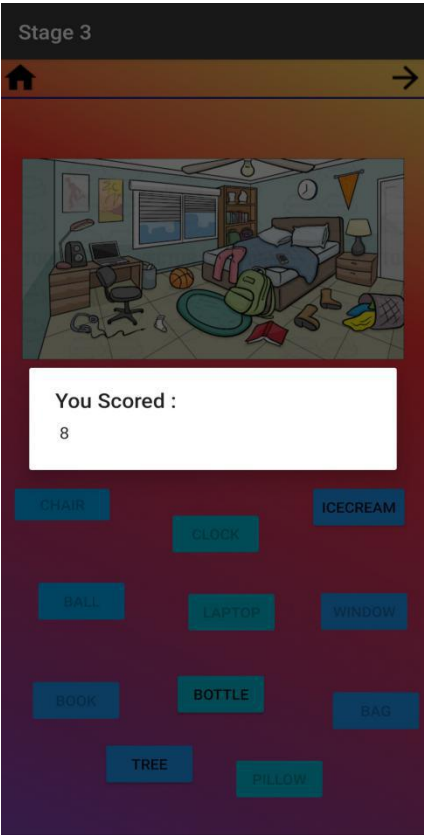 Stage 3
You Scored :
8
CHAIR
ICECREAM
CLOCK
BALL
LAPTOP
WINDOW
BOOK
BOTTLE
BAG
TREE
PILLOW